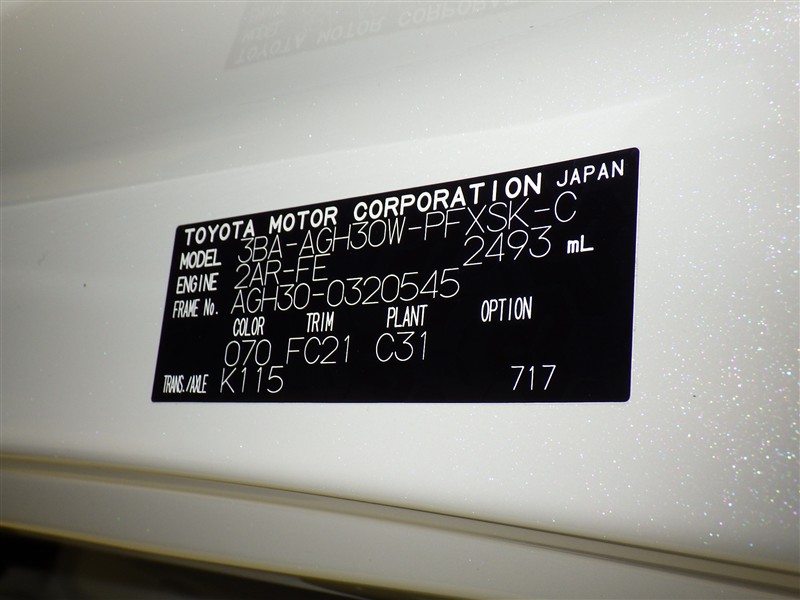 TOYOTA MOTOR CORPORATION JAPAN
MODEL 3BA-AGH30W-PFXSK-C
ENGINE 2AR-FE 2493 mL
FRAME No. AGH30-0320545
COLOR TRIM PLANT OPTION
070 FC21 C31
TRANS./AXLE K115 717